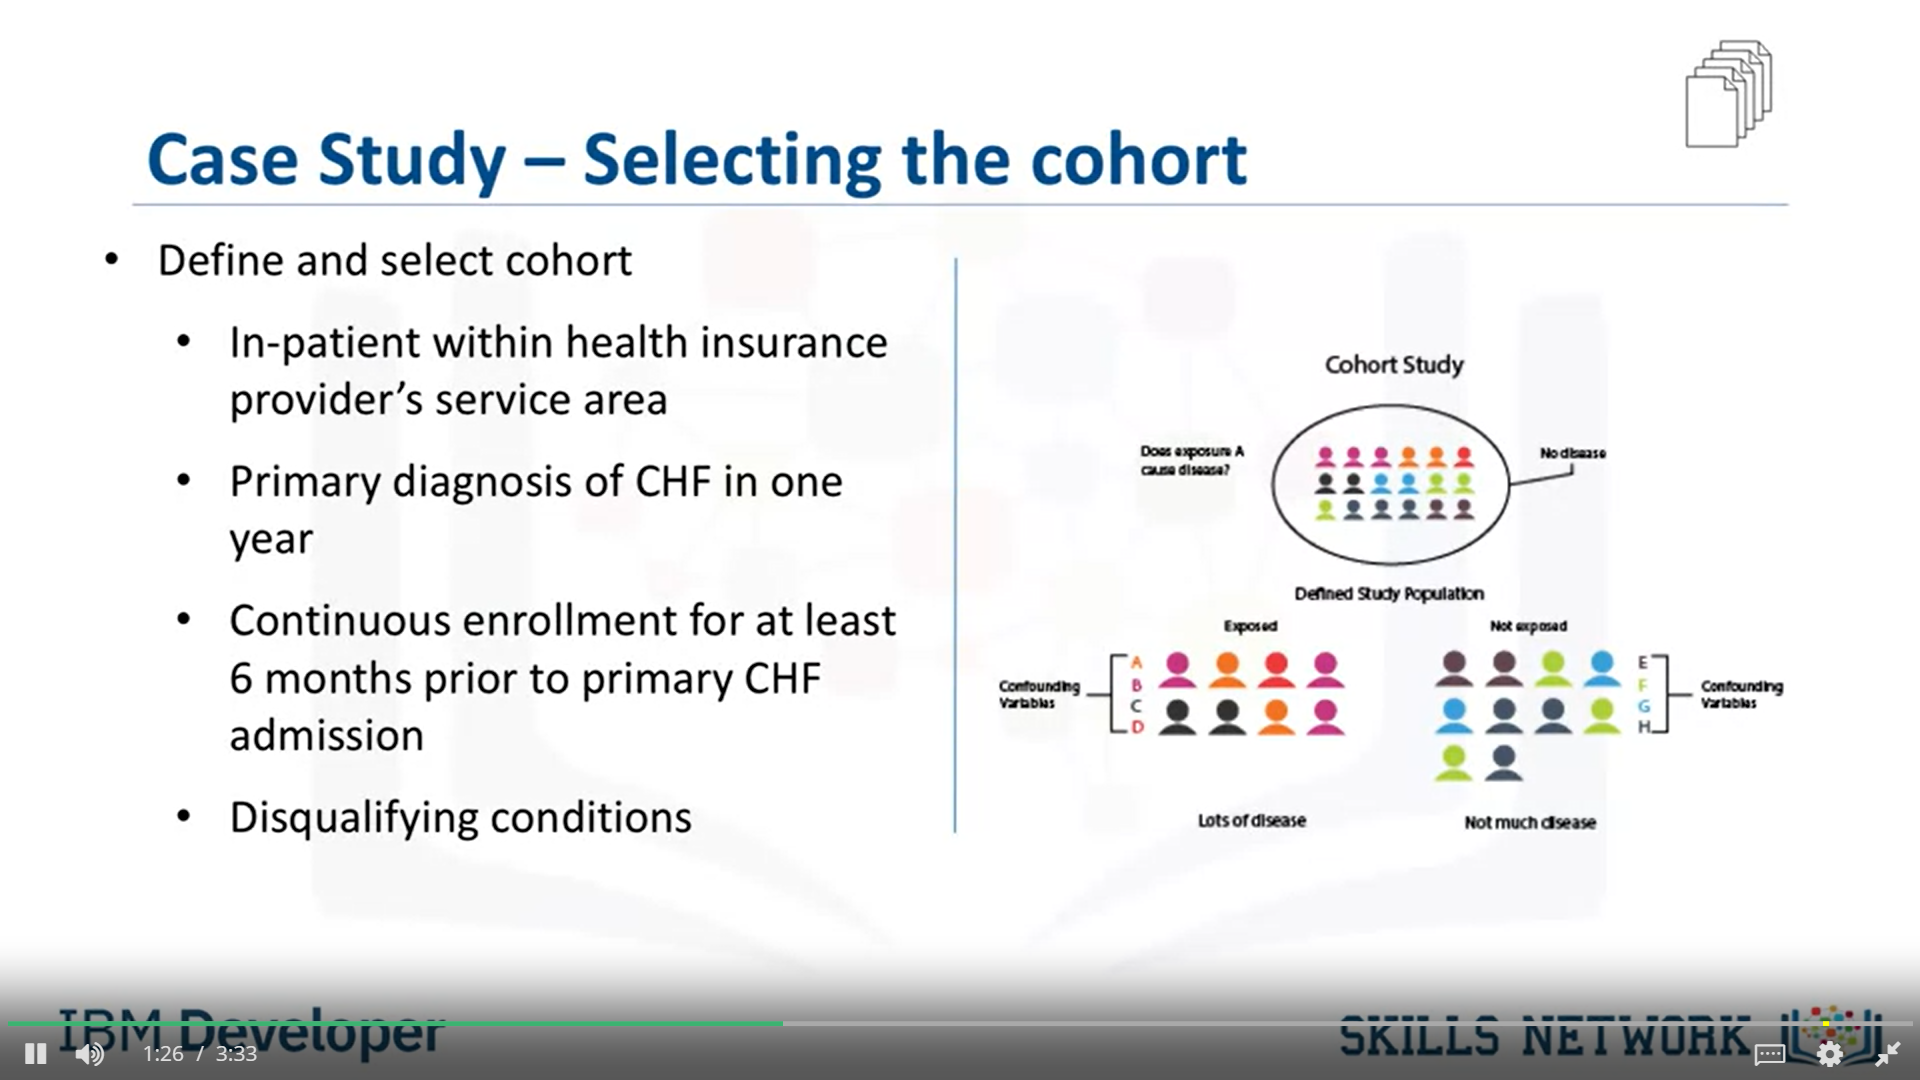 Case Study – Selecting the cohort
• Define and select cohort
• In-patient within health insurance
provider's service area
• Primary diagnosis of CHF in one
year
• Continuous enrollment for at least
6 months prior to primary CHF
admission
• Disqualifying conditions
Cohort Study
Does exposure A
cause disease?
No disease
Defined Study Population
Exposed
Not exposed
Confounding
Variables
A
B
C
D
E
F
G
H
Confounding
Variables
Lots of disease
Not much disease
IBM Developer
SKILLS NETWORK
1:26 / 3:33